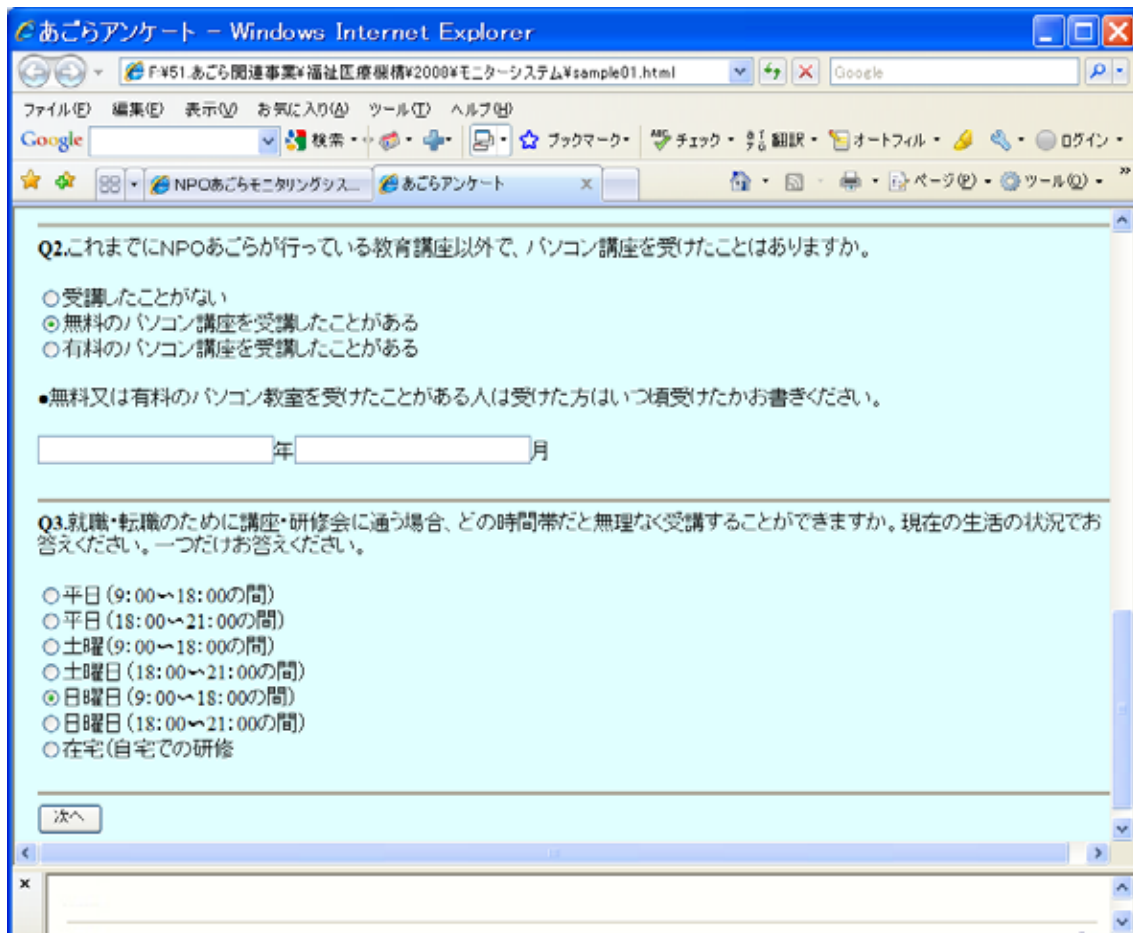 あごらアンケート - Windows Internet Explorer
F:¥51.あごら関連事業¥福祉医療機構¥2008¥モニターシステム¥sample01.html Google
ファイル(F) 編集(E) 表示(V) お気に入り(A) ツール(T) ヘルプ(H)
Google 検索 ブックマーク チェック 翻訳 オートフィル ログイン
NPOあごらモニタリングシス... あごらアンケート x ページ(P) ツール(O) »
Q2.これまでにNPOあごらが行っている教育講座以外で、パソコン講座を受けたことはありますか。
受講したことがない
無料のパソコン講座を受講したことがある
有料のパソコン講座を受講したことがある
●無料又は有料のパソコン教室を受けたことがある人は受けた方はいつ頃受けたかお書きください。
年 月
Q3.就職・転職のために講座・研修会に通う場合、どの時間帯だと無理なく受講することができますか。現在の生活の状況でお
答えください。一つだけお答えください。
平日(9:00〜18:00の間)
平日(18:00〜21:00の間)
土曜(9:00〜18:00の間)
土曜日(18:00〜21:00の間)
日曜日(9:00〜18:00の間)
日曜日(18:00〜21:00の間)
在宅(自宅での研修
次へ
x